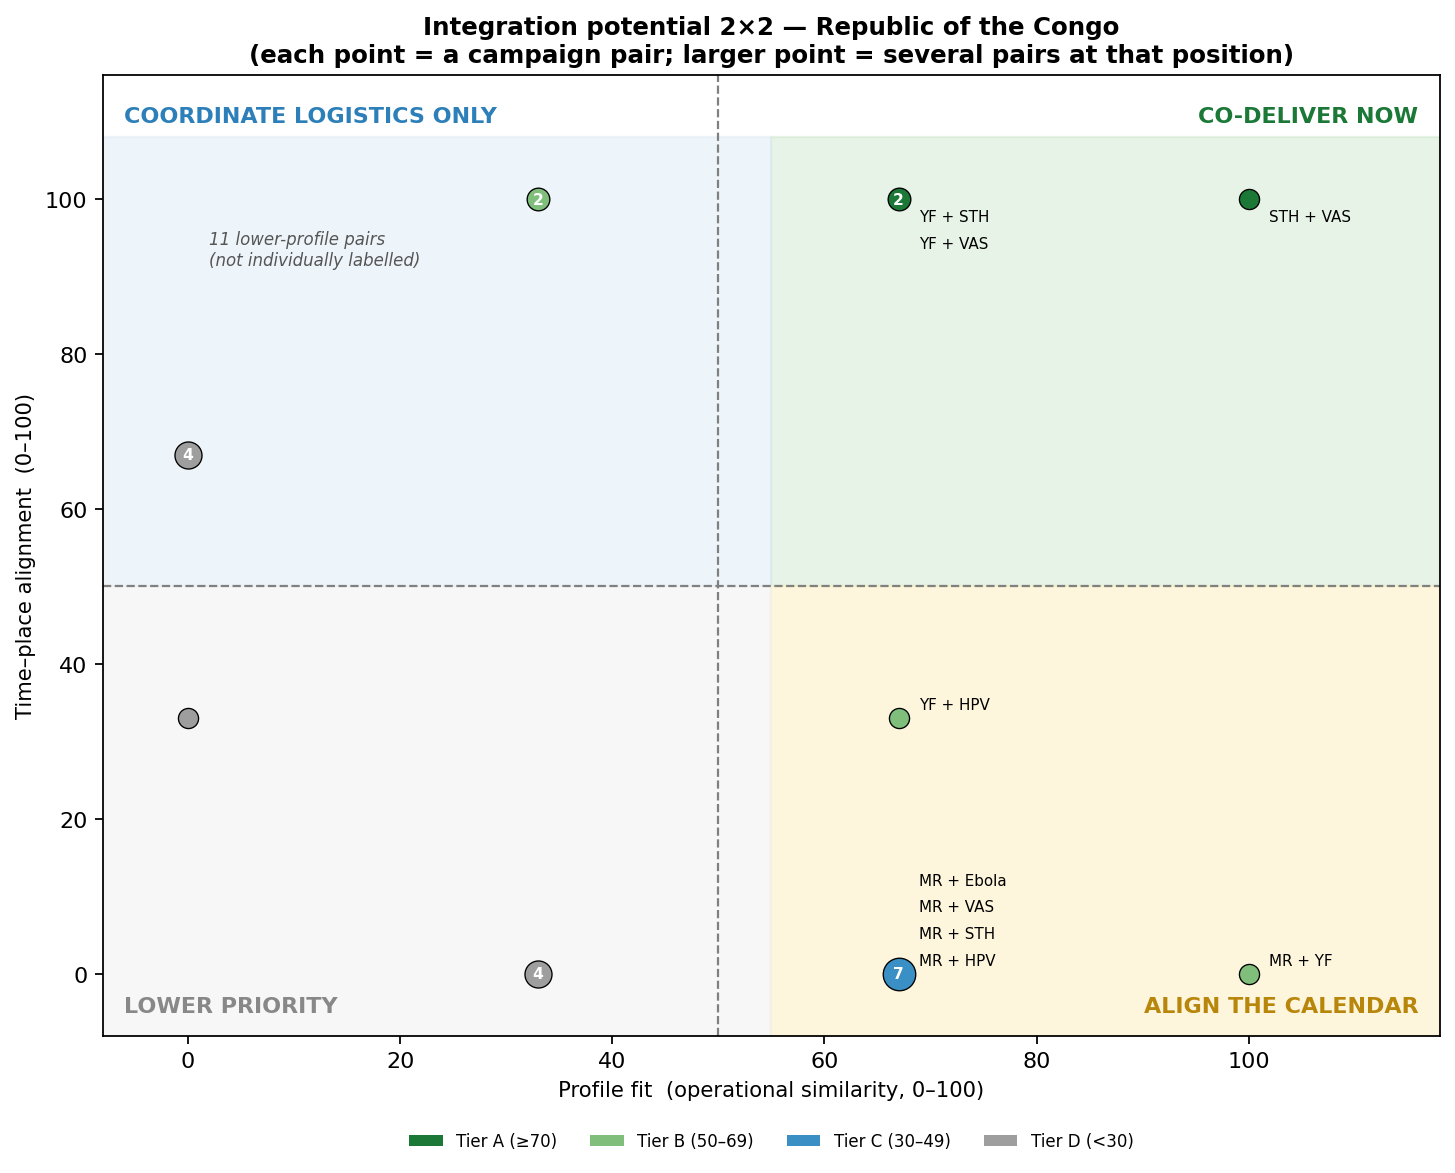 Integration potential 2×2 — Republic of the Congo
(each point = a campaign pair; larger point = several pairs at that position)
COORDINATE LOGISTICS ONLY
CO-DELIVER NOW
100
2
2
YF + STH
STH + VAS
11 lower-profile pairs
YF + VAS
(not individually labelled)
80
4
60
Time–place alignment (0–100)
40
YF + HPV
20
MR + Ebola
MR + VAS
MR + STH
MR + HPV
MR + YF
0
4
7
LOWER PRIORITY
ALIGN THE CALENDAR
0
20
40
60
80
100
Profile fit (operational similarity, 0–100)
Tier A (≥70)
Tier B (50–69)
Tier C (30–49)
Tier D (<30)